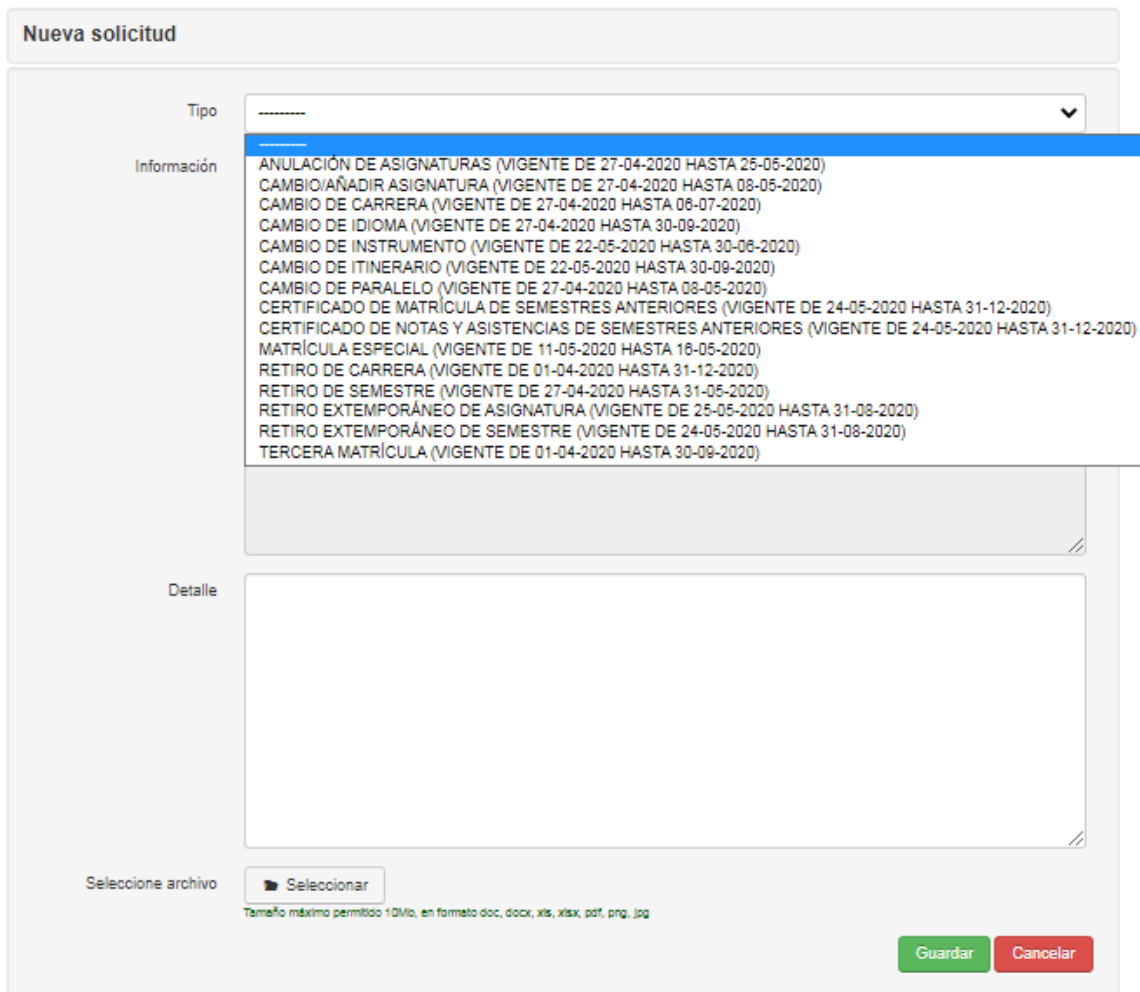 Nueva solicitud
Tipo
---------
---------
Información
ANULACIÓN DE ASIGNATURAS (VIGENTE DE 27-04-2020 HASTA 25-05-2020)
CAMBIO/AÑADIR ASIGNATURA (VIGENTE DE 27-04-2020 HASTA 08-05-2020)
CAMBIO DE CARRERA (VIGENTE DE 27-04-2020 HASTA 06-07-2020)
CAMBIO DE IDIOMA (VIGENTE DE 27-04-2020 HASTA 30-09-2020)
CAMBIO DE INSTRUMENTO (VIGENTE DE 22-05-2020 HASTA 30-06-2020)
CAMBIO DE ITINERARIO (VIGENTE DE 22-05-2020 HASTA 30-09-2020)
CAMBIO DE PARALELO (VIGENTE DE 27-04-2020 HASTA 08-05-2020)
CERTIFICADO DE MATRÍCULA DE SEMESTRES ANTERIORES (VIGENTE DE 24-05-2020 HASTA 31-12-2020)
CERTIFICADO DE NOTAS Y ASISTENCIAS DE SEMESTRES ANTERIORES (VIGENTE DE 24-05-2020 HASTA 31-12-2020)
MATRÍCULA ESPECIAL (VIGENTE DE 11-05-2020 HASTA 16-05-2020)
RETIRO DE CARRERA (VIGENTE DE 01-04-2020 HASTA 31-12-2020)
RETIRO DE SEMESTRE (VIGENTE DE 27-04-2020 HASTA 31-05-2020)
RETIRO EXTEMPORÁNEO DE ASIGNATURA (VIGENTE DE 25-05-2020 HASTA 31-08-2020)
RETIRO EXTEMPORÁNEO DE SEMESTRE (VIGENTE DE 24-05-2020 HASTA 31-08-2020)
TERCERA MATRÍCULA (VIGENTE DE 01-04-2020 HASTA 30-09-2020)
Detalle
Seleccione archivo
Seleccionar
Tamaño máximo permitido 10Mb, en formato doc, docx, xls, xlsx, pdf, png, jpg
Guardar
Cancelar